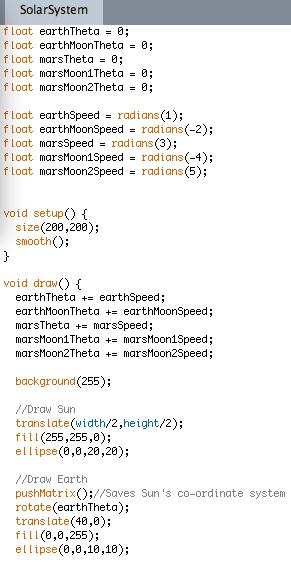 SolarSystem
float earthTheta = 0;
float earthMoonTheta = 0;
float marsTheta = 0;
float marsMoon1Theta = 0;
float marsMoon2Theta = 0;

float earthSpeed = radians(1);
float earthMoonSpeed = radians(-2);
float marsSpeed = radians(3);
float marsMoon1Speed = radians(-4);
float marsMoon2Speed = radians(5);

void setup() {
  size(200,200);
  smooth();
}

void draw() {
  earthTheta += earthSpeed;
  earthMoonTheta += earthMoonSpeed;
  marsTheta += marsSpeed;
  marsMoon1Theta += marsMoon1Speed;
  marsMoon2Theta += marsMoon2Speed;

  background(255);

  //Draw Sun
  translate(width/2,height/2);
  fill(255,255,0);
  ellipse(0,0,20,20);

  //Draw Earth
  pushMatrix();//Saves Sun's co-ordinate system
  rotate(earthTheta);
  translate(40,0);
  fill(0,0,255);
  ellipse(0,0,10,10);